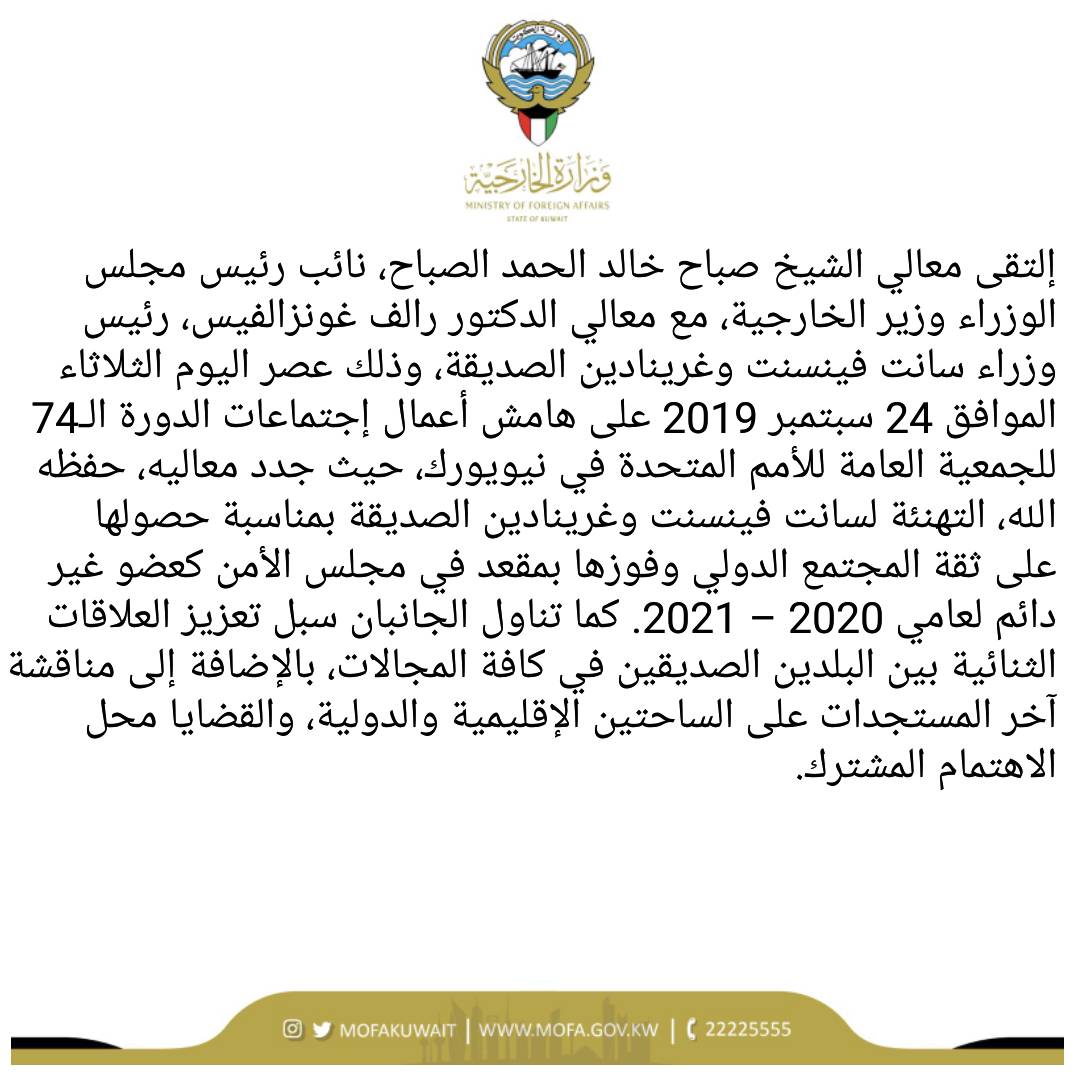 دولة الكويت
وزارة الخارجية
MINISTRY OF FOREIGN AFFAIRS
STATE OF KUWAIT
إلتقى معالي الشيخ صباح خالد الحمد الصباح، نائب رئيس مجلس
الوزراء وزير الخارجية، مع معالي الدكتور رالف غونزالفيس، رئيس
وزراء سانت فينسنت وغرينادين الصديقة، وذلك عصر اليوم الثلاثاء
الموافق 24 سبتمبر 2019 على هامش أعمال إجتماعات الدورة الـ74
للجمعية العامة للأمم المتحدة في نيويورك، حيث جدد معاليه، حفظه
الله، التهنئة لسانت فينسنت وغرينادين الصديقة بمناسبة حصولها
على ثقة المجتمع الدولي وفوزها بمقعد في مجلس الأمن كعضو غير
دائم لعامي 2020 – 2021. كما تناول الجانبان سبل تعزيز العلاقات
الثنائية بين البلدين الصديقين في كافة المجالات، بالإضافة إلى مناقشة
آخر المستجدات على الساحتين الإقليمية والدولية، والقضايا محل
الاهتمام المشترك.
MOFAKUWAIT | WWW.MOFA.GOV.KW | 22225555